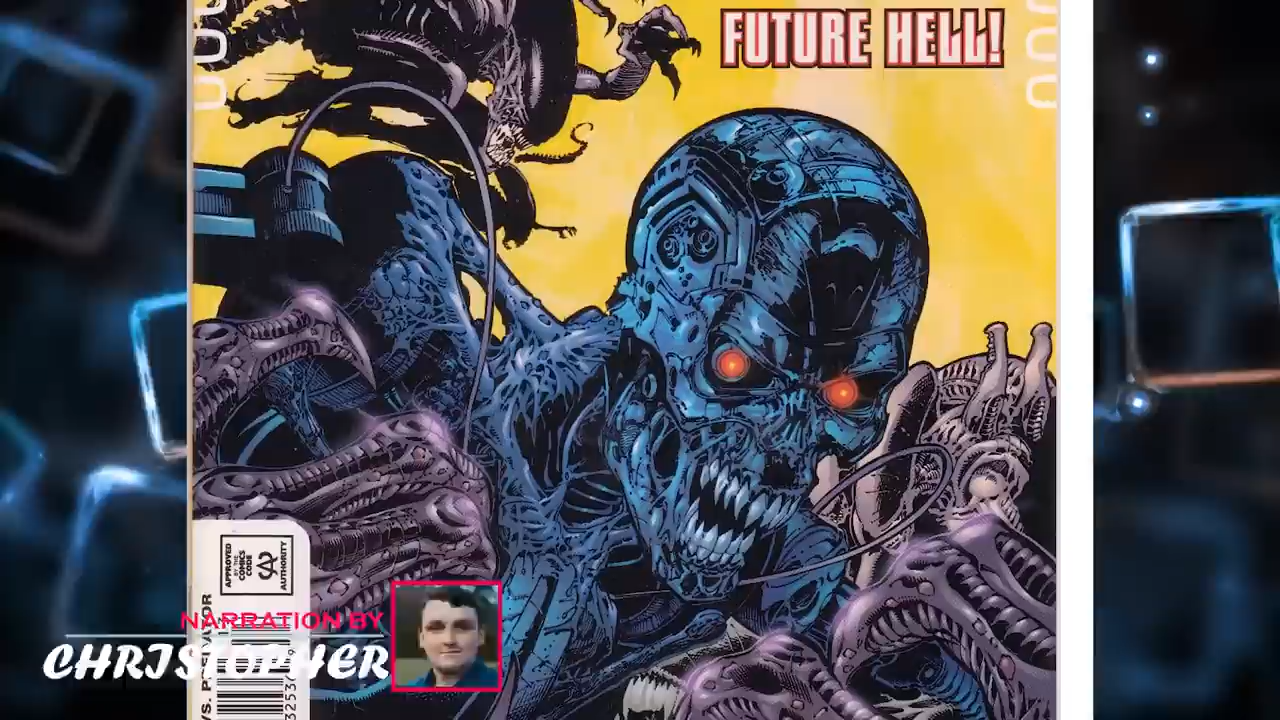 FUTURE HELL!
APPROVED
BY THE
COMICS
CODE
AUTHORITY
NARRATION BY
CHRISTOPHER